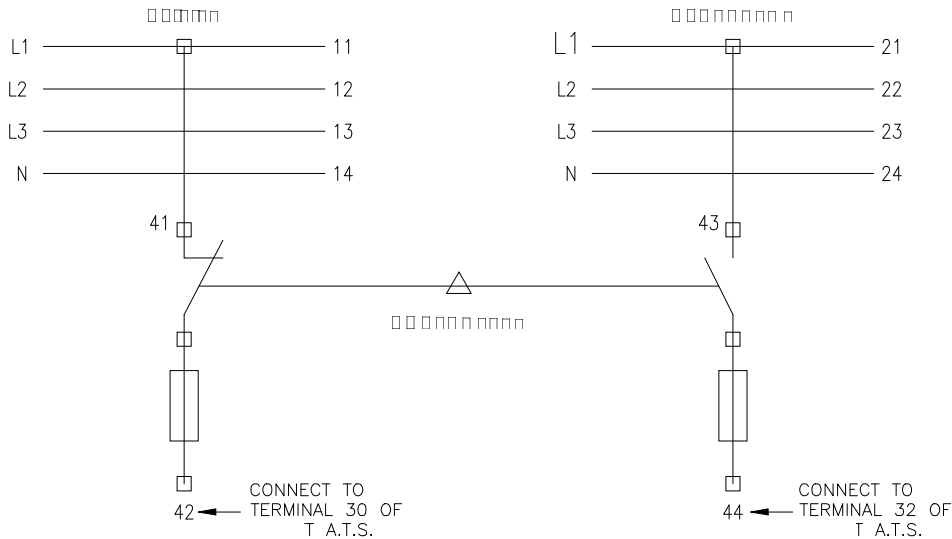 L1 11
L2 12
L3 13
N 14
L1 21
L2 22
L3 23
N 24
41
43
42
CONNECT TO
TERMINAL 30 OF
T A.T.S.
44
CONNECT TO
TERMINAL 32 OF
T A.T.S.